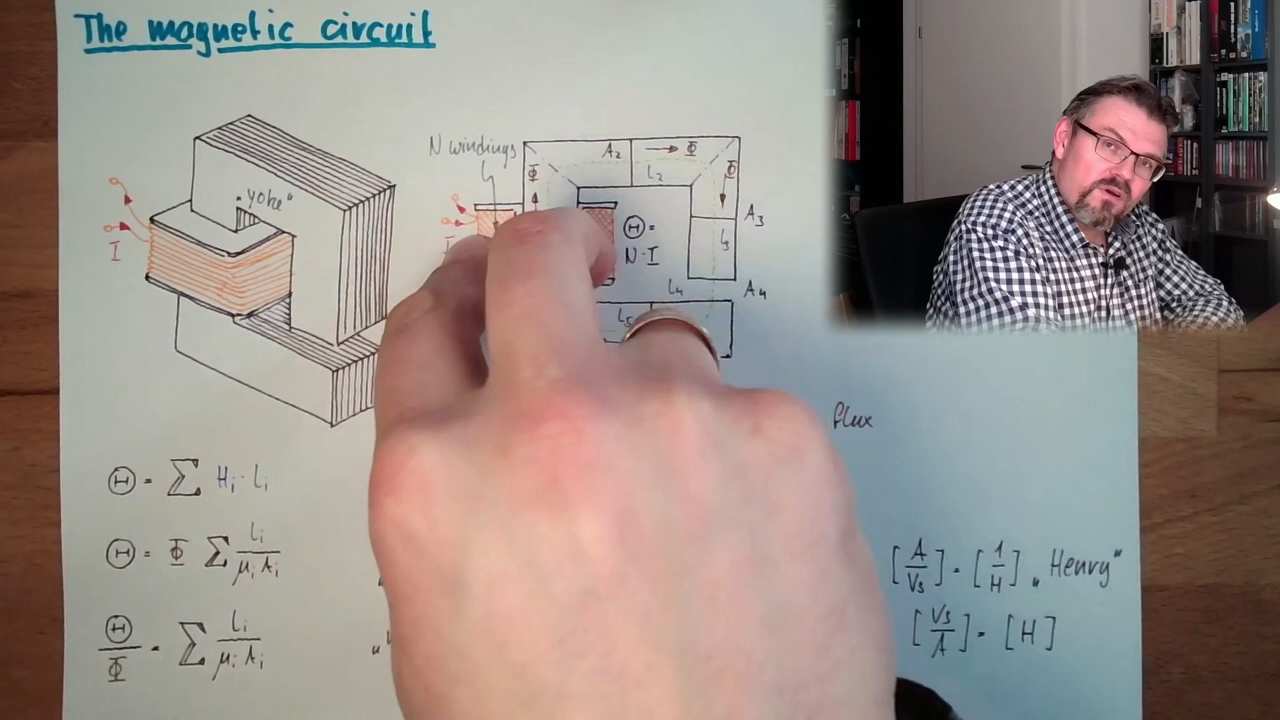 The magnetic circuit
N windings
A₂
Φ
L₂
Φ
Φ
"yoke"
I
I
Θ =
N·I
A₃
L₃
L₄
A₄
L₅
flux
Θ = ∑ Hᵢ · Lᵢ
Θ = Φ ∑ Lᵢ / μᵢ Aᵢ
[A/Vs] = [1/H] „Henry“
Θ/Φ = ∑ Lᵢ / μᵢ Aᵢ
[Vs/A] = [H]